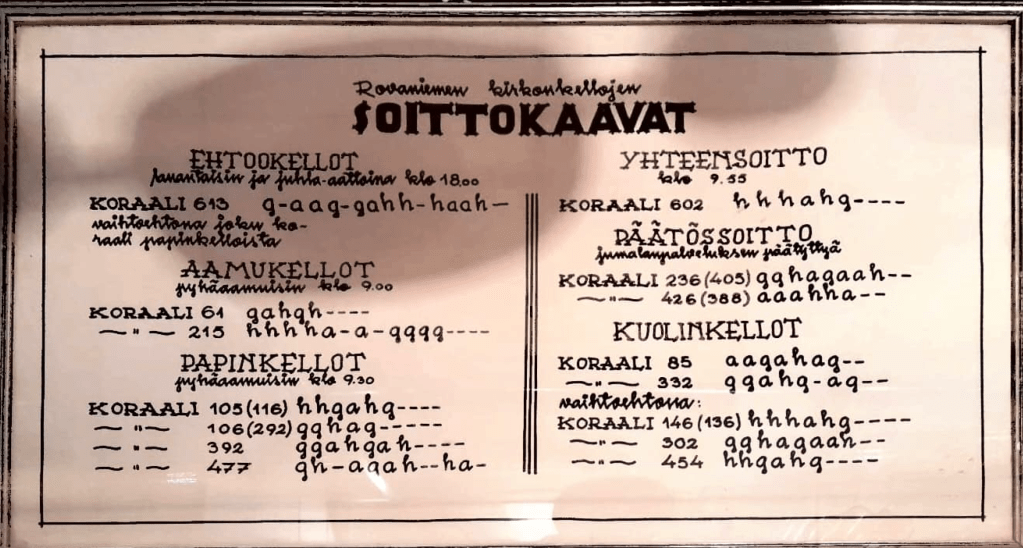 Rovaniemen kirkonkellojen
SOITTOKAAVAT
EHTOOKELLOT
lauantaisin ja juhla-aattoina klo 18.00
KORAALI 613 g-aag-gahh-haah-
vaihtoehtona joku ko-
raali papinkelloista
AAMUKELLOT
pyhäaamuisin klo 9.00
KORAALI 61 gahgh----
— " — 215 hhhha-a-gggg----
PAPINKELLOT
pyhäaamuisin klo 9.30
KORAALI 105(116) hhgahg----
— " — 106(292) gghag-----
— " — 392 ggahgah----
— " — 477 gh-agah--ha-
YHTEENSOITTO
klo 9.55
KORAALI 602 hhhahg----
PÄÄTÖSSOITTO
jumalanpalveluksen päätyttyä
KORAALI 236(405) gghagaah--
— " — 426(388) aaahha--
KUOLINKELLOT
KORAALI 85 aagahag--
— " — 332 ggahg-ag--
vaihtoehtona:
KORAALI 146(136) hhhahg----
— " — 302 gghagaah--
— " — 454 hhgahg----